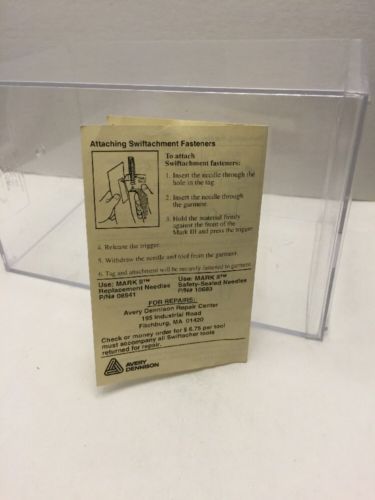 Attaching Swiftachment Fasteners
To attach
Swiftachment fasteners:
1. Insert the needle through the
hole in the tag.
2. Insert the needle through
the garment.
3. Hold the material firmly
against the front of the
Mark III and press the trigger.
4. Release the trigger.
5. Withdraw the needle and tool from the garment.
6. Tag and attachment will be securely fastened to garment.
Use: MARK II™
Replacement Needles
P/N# 08941
Use: MARK II™
Safety-Sealed Needles
P/N# 10683
FOR REPAIRS:
Avery Dennison Repair Center
195 Industrial Road
Fitchburg, MA 01420
Check or money order for $ 6.75 per tool
must accompany all Swiftacher tools
returned for repair.
AVERY
DENNISON